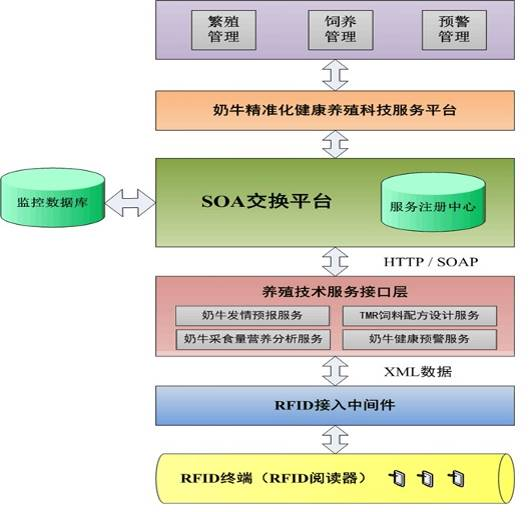 繁殖
管理
饲养
管理
预警
管理
奶牛精准化健康养殖科技服务平台
监控数据库
SOA交换平台
服务注册中心
HTTP / SOAP
养殖技术服务接口层
奶牛发情预报服务
TMR饲料配方设计服务
奶牛采食量营养分析服务
奶牛健康预警服务
XML数据
RFID接入中间件
RFID终端（RFID阅读器）